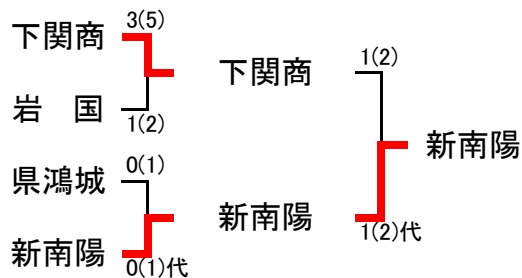 下関商
3(5)
岩　国
1(2)
県鴻城
0(1)
新南陽
0(1)代
下関商
1(2)
新南陽
1(2)代
新南陽